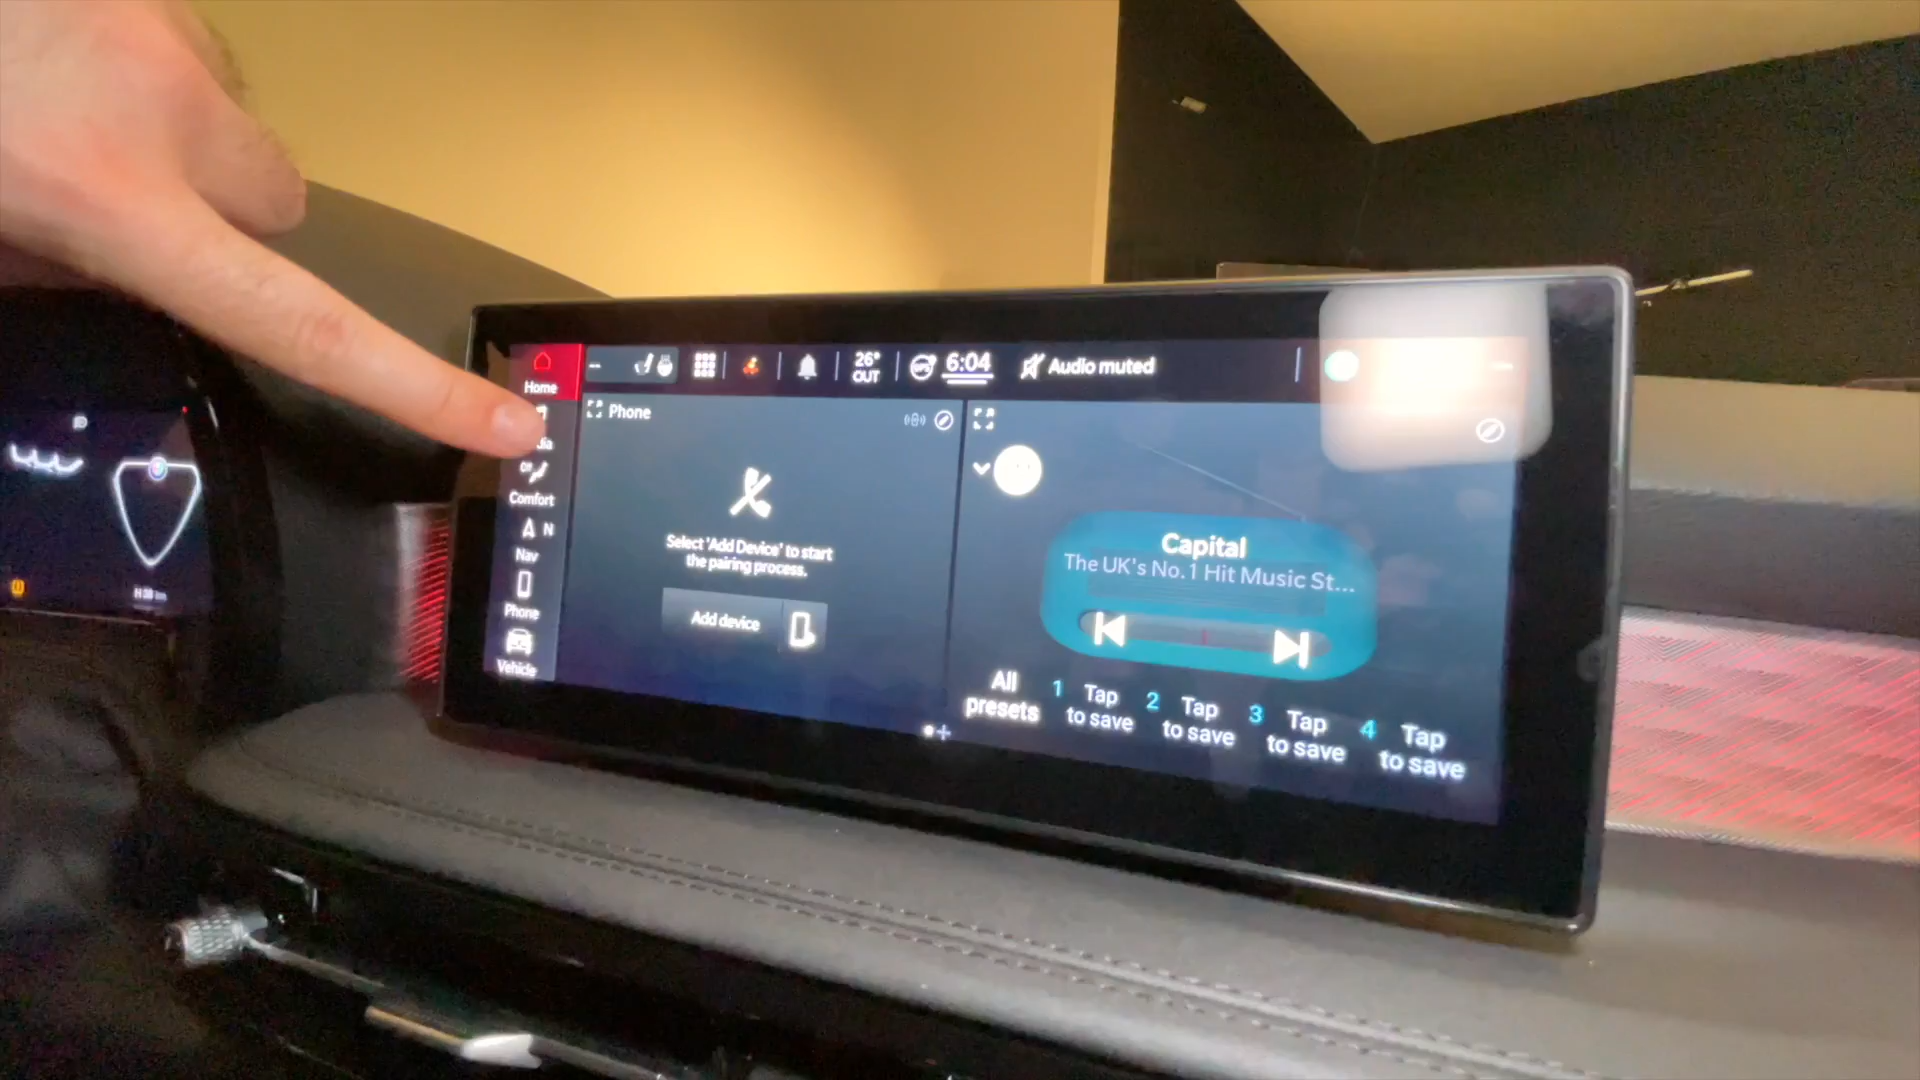 Home
26°
OUT
6:04
Audio muted
Phone
Off
Comfort
N
Nav
Phone
Vehicle
Select 'Add Device' to start
the pairing process.
Add device
Capital
The UK's No.1 Hit Music St...
All
presets
1 Tap
to save
2 Tap
to save
3 Tap
to save
4 Tap
to save